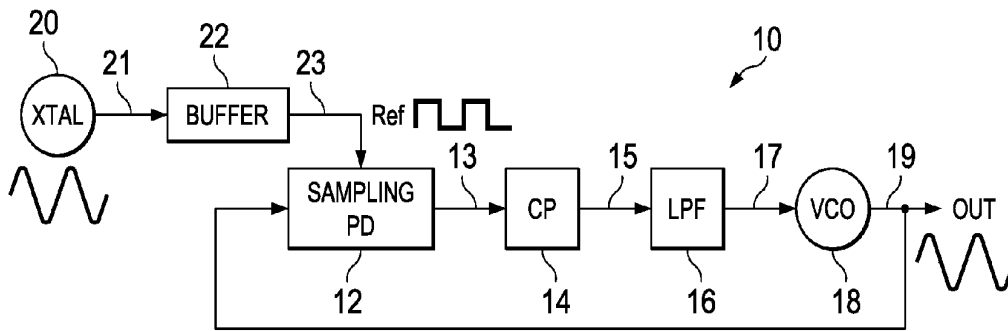 20
21
22
23
10
XTAL
BUFFER
Ref
SAMPLING
PD
13
CP
15
LPF
17
VCO
19
OUT
12
14
16
18